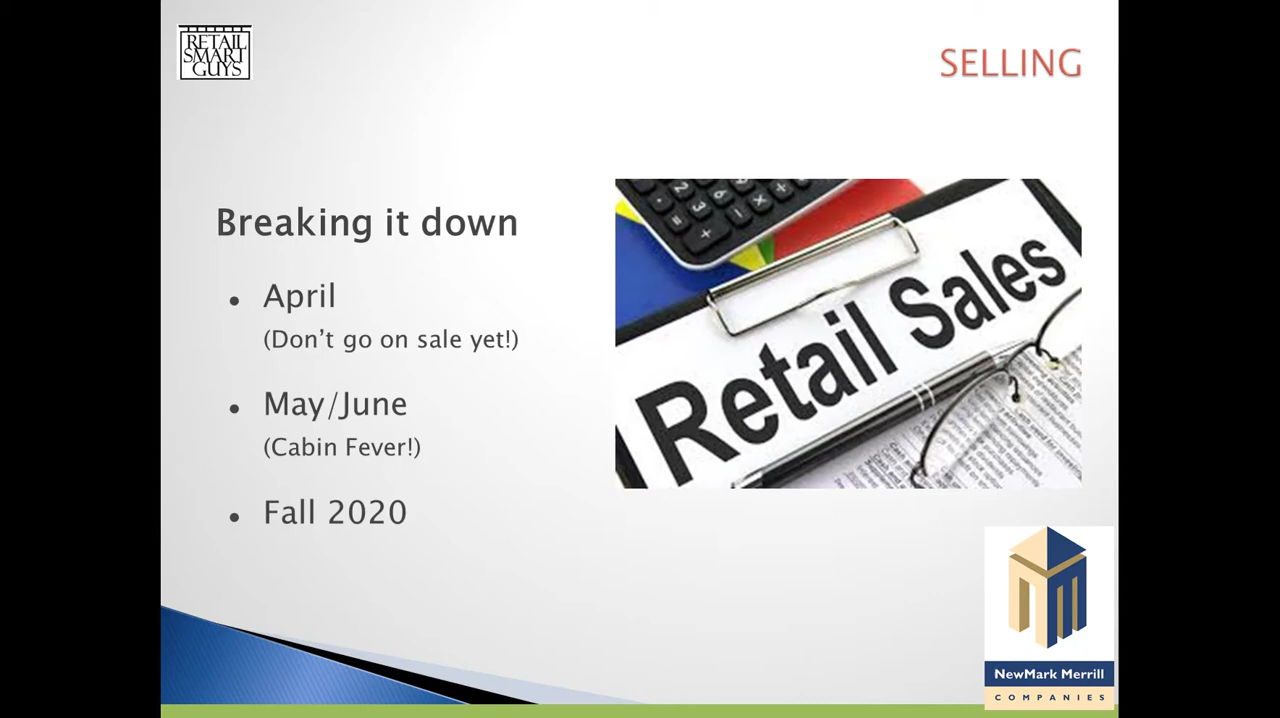 RETAIL
SMART
GUYS
SELLING
Breaking it down
• April
(Don't go on sale yet!)
• May/June
(Cabin Fever!)
• Fall 2020
Retail Sales
NewMark Merrill
COMPANIES